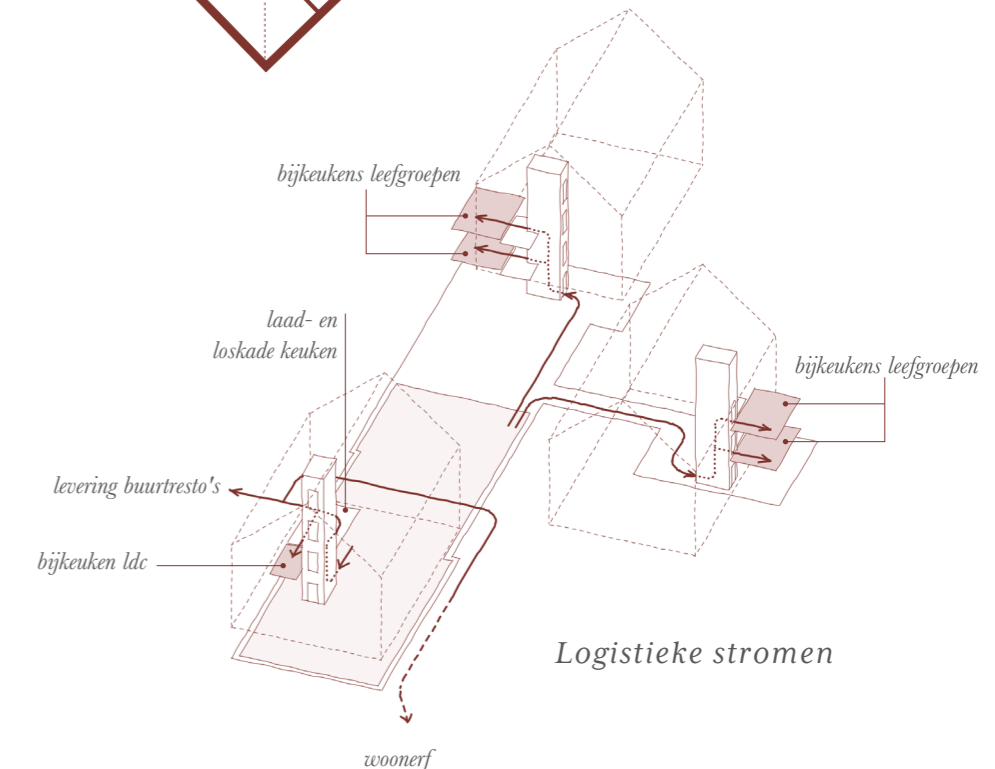 bijkeukens leefgroepen
laad- en
loskade keuken
bijkeukens leefgroepen
levering buurtresto's
bijkeuken ldc
Logistieke stromen
woonerf